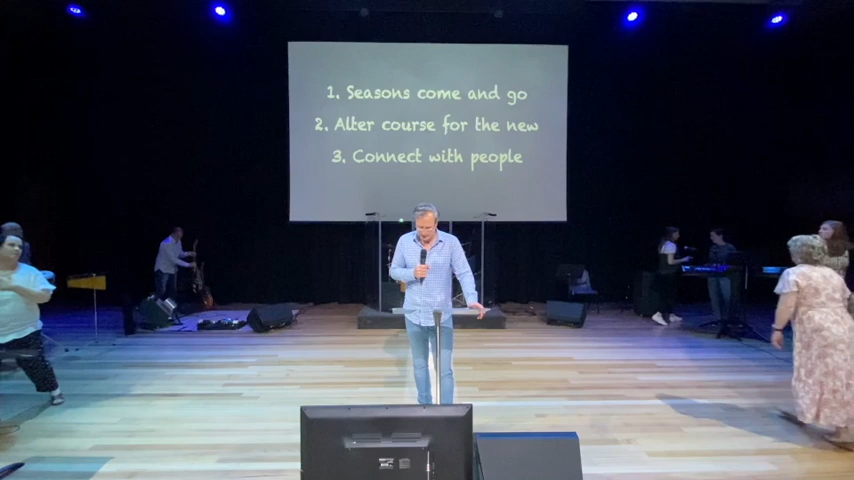 1. Seasons come and go
2. Alter course for the new
3. Connect with people